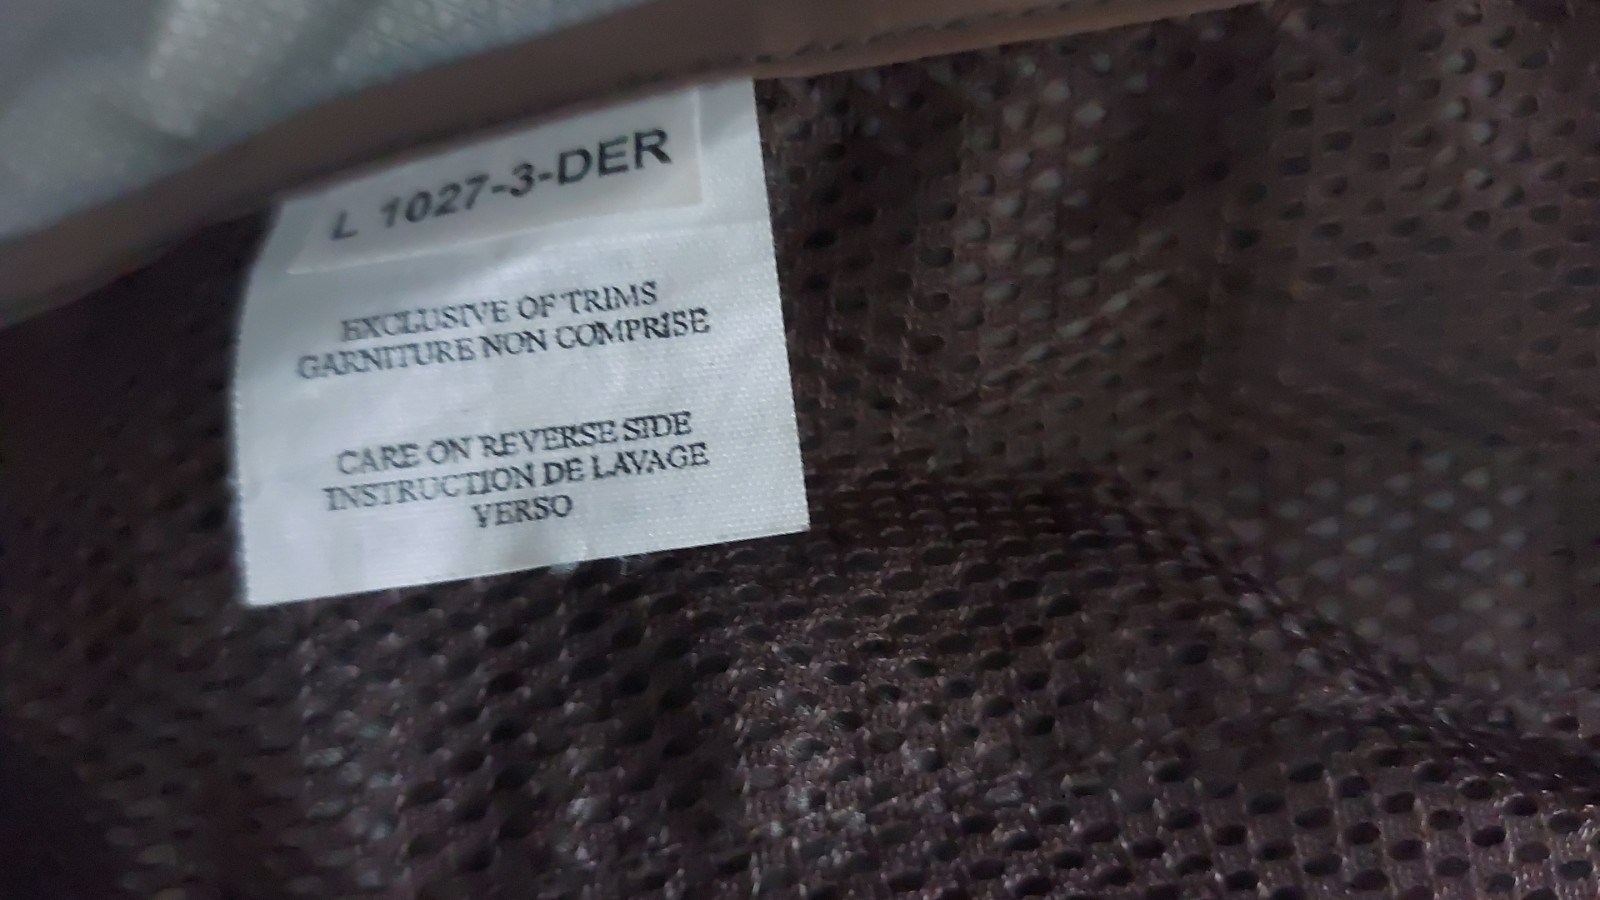 L 1027-3-DER
EXCLUSIVE OF TRIMS
GARNITURE NON COMPRISE
CARE ON REVERSE SIDE
INSTRUCTION DE LAVAGE
VERSO